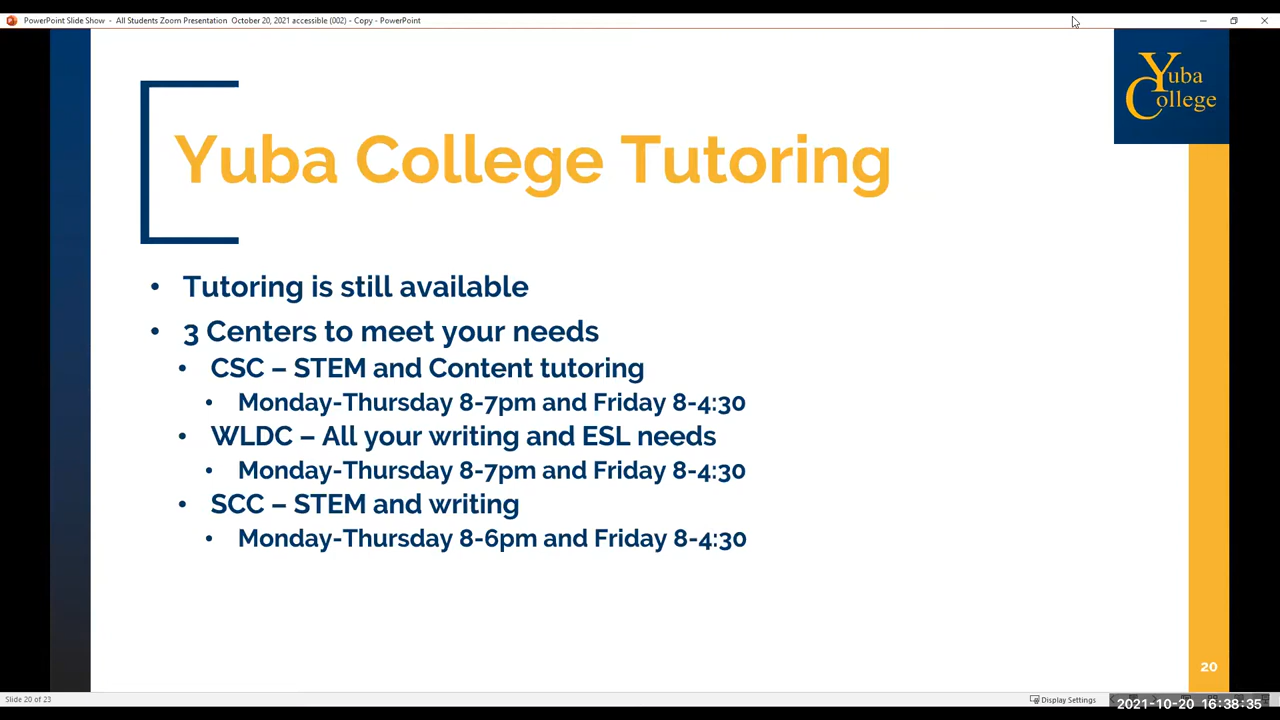 PowerPoint Slide Show - All Students Zoom Presentation October 20, 2021 accessible (002) - Copy - PowerPoint
Yuba
College
Yuba College Tutoring
• Tutoring is still available
• 3 Centers to meet your needs
• CSC – STEM and Content tutoring
• Monday-Thursday 8-7pm and Friday 8-4:30
• WLDC – All your writing and ESL needs
• Monday-Thursday 8-7pm and Friday 8-4:30
• SCC – STEM and writing
• Monday-Thursday 8-6pm and Friday 8-4:30
20
Slide 20 of 23
Display Settings
2021-10-20 16:38:35